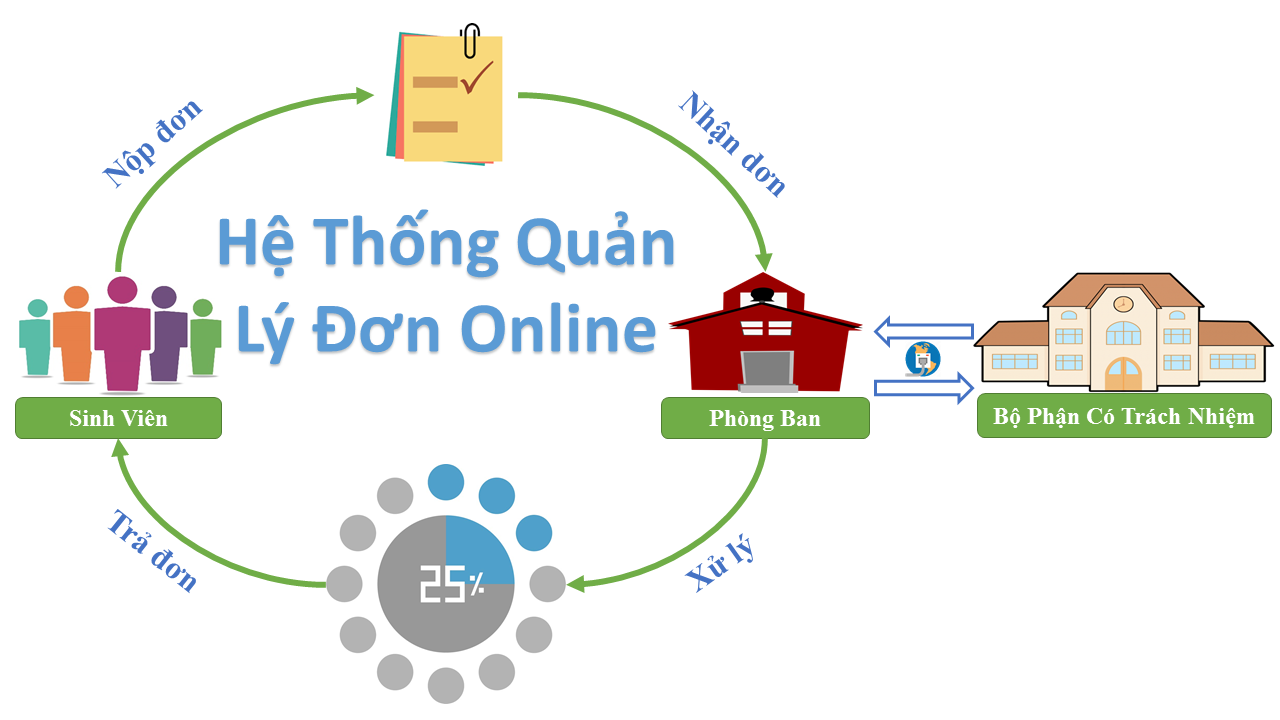 Nộp đơn
Nhận dơn
Hệ Thống Quản
Lý Đơn Online
Sinh Viên
Phòng Ban
Bộ Phận Có Trách Nhiệm
Trả đơn
25%
Xử lý